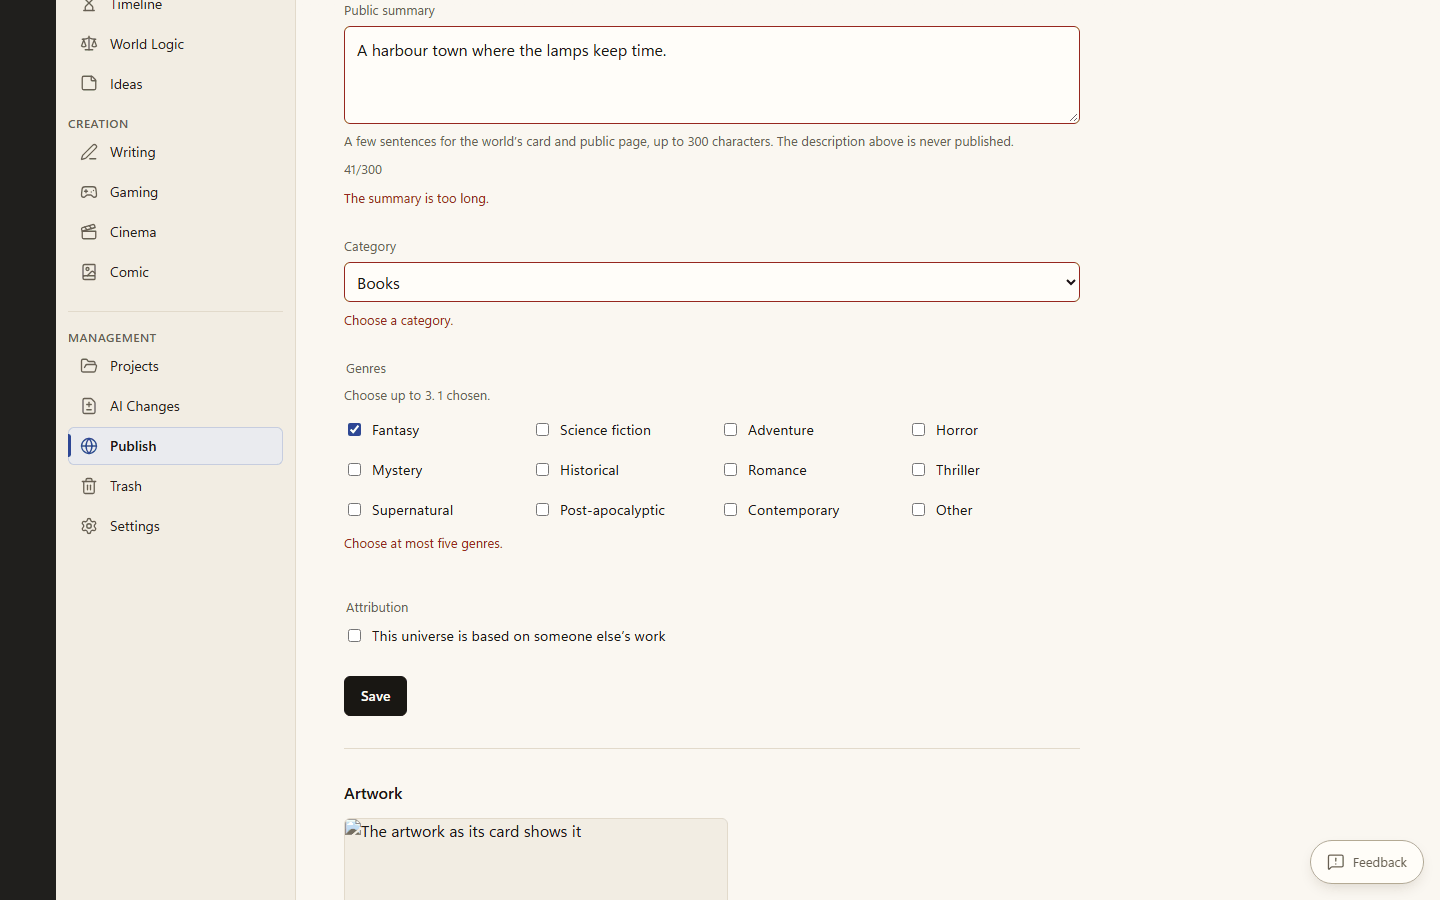 Timeline
World Logic
Ideas
CREATION
Writing
Gaming
Cinema
Comic
MANAGEMENT
Projects
AI Changes
Publish
Trash
Settings
Public summary
A harbour town where the lamps keep time.
A few sentences for the world's card and public page, up to 300 characters. The description above is never published.
41/300
The summary is too long.
Category
Books
Choose a category.
Genres
Choose up to 3. 1 chosen.
Fantasy Science fiction Adventure Horror
Mystery Historical Romance Thriller
Supernatural Post-apocalyptic Contemporary Other
Choose at most five genres.
Attribution
This universe is based on someone else's work
Save
Artwork
The artwork as its card shows it
Feedback